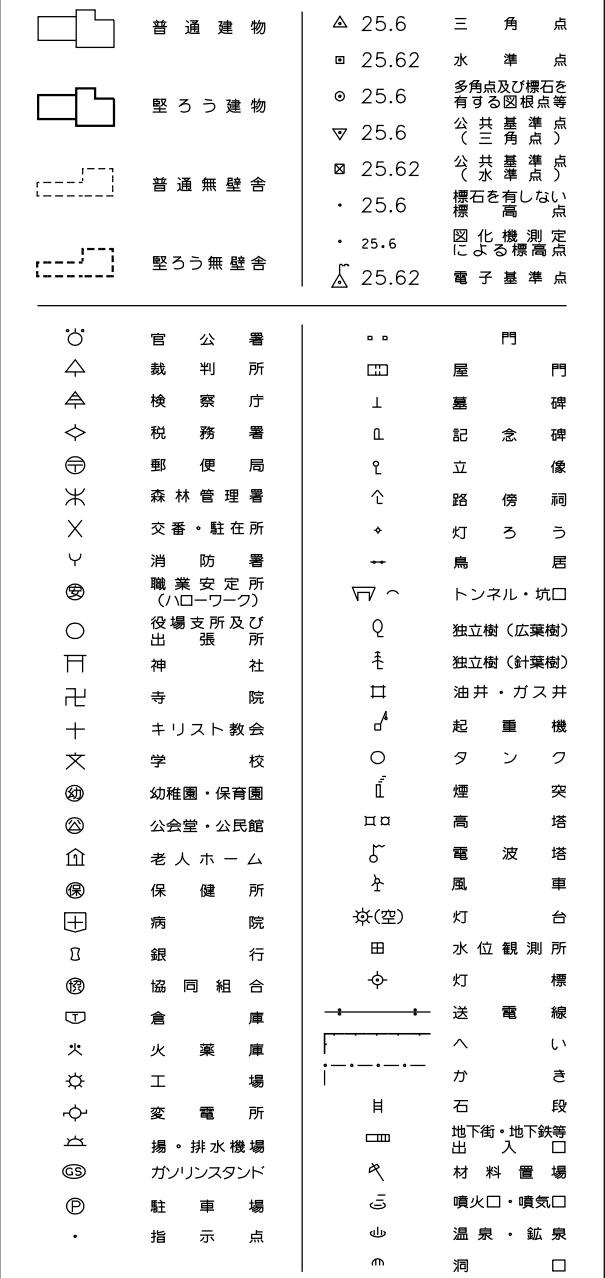 普通建物
堅ろう建物
普通無壁舎
堅ろう無壁舎
25.6 三角点
25.62 水準点
25.6 多角点及び標石を
有する図根点等
25.6 公共基準点
(三角点)
25.62 公共基準点
(水準点)
25.6 標石を有しない
標高点
25.6 図化機測定
による標高点
25.62 電子基準点
官公署
裁判所
検察庁
税務署
郵便局
森林管理署
交番・駐在所
消防署
安 職業安定所
(ハローワーク)
役場支所及び
出張所
神社
寺院
キリスト教会
文 学校
幼 幼稚園・保育園
公 公会堂・公民館
老人ホーム
保 保健所
病院
銀行
協 協同組合
T 倉庫
火薬庫
工場
変電所
揚・排水機場
GS ガソリンスタンド
P 駐車場
指示点
門
屋門
墓碑
記念碑
立像
路傍祠
灯ろう
鳥居
トンネル・坑口
独立樹(広葉樹)
独立樹(針葉樹)
油井・ガス井
起重機
タンク
煙突
高塔
電波塔
風車
(空) 灯台
水位観測所
灯標
送電線
へい
かき
石段
地下街・地下鉄等
出入口
材料置場
噴火口・噴気口
温泉・鉱泉
洞口